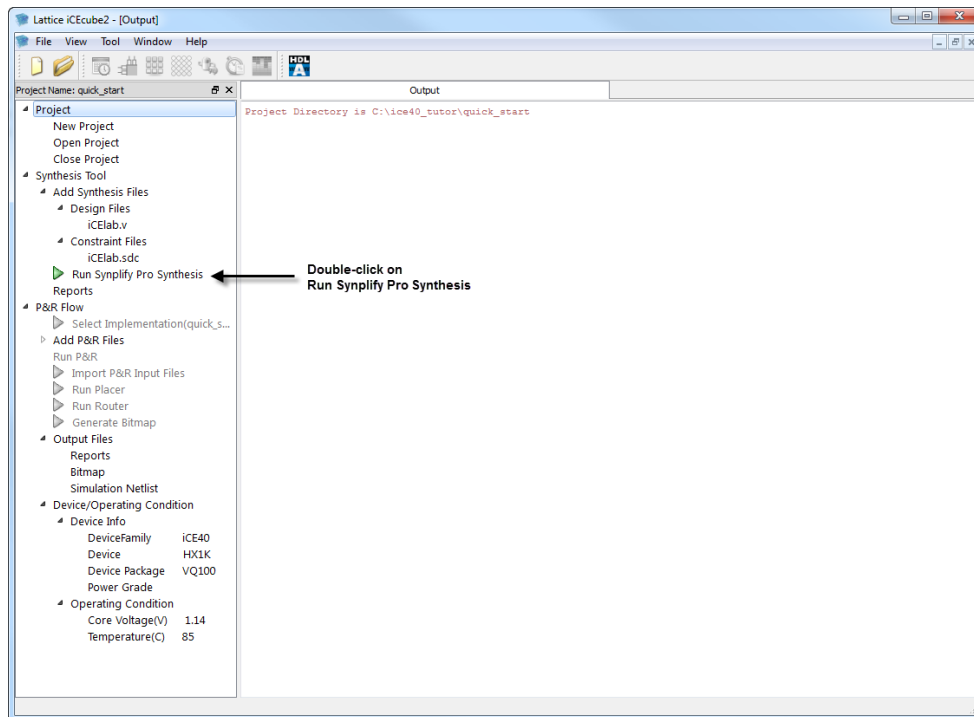 Lattice iCEcube2 - [Output]
File View Tool Window Help
HDL
A
Project Name: quick_start
Output
Project
Project Directory is C:\ice40_tutor\quick_start
New Project
Open Project
Close Project
Synthesis Tool
Add Synthesis Files
Design Files
iCElab.v
Constraint Files
iCElab.sdc
Run Synplify Pro Synthesis
Double-click on
Run Synplify Pro Synthesis
Reports
P&R Flow
Select Implementation(quick_s...
Add P&R Files
Run P&R
Import P&R Input Files
Run Placer
Run Router
Generate Bitmap
Output Files
Reports
Bitmap
Simulation Netlist
Device/Operating Condition
Device Info
DeviceFamily iCE40
Device HX1K
Device Package VQ100
Power Grade
Operating Condition
Core Voltage(V) 1.14
Temperature(C) 85